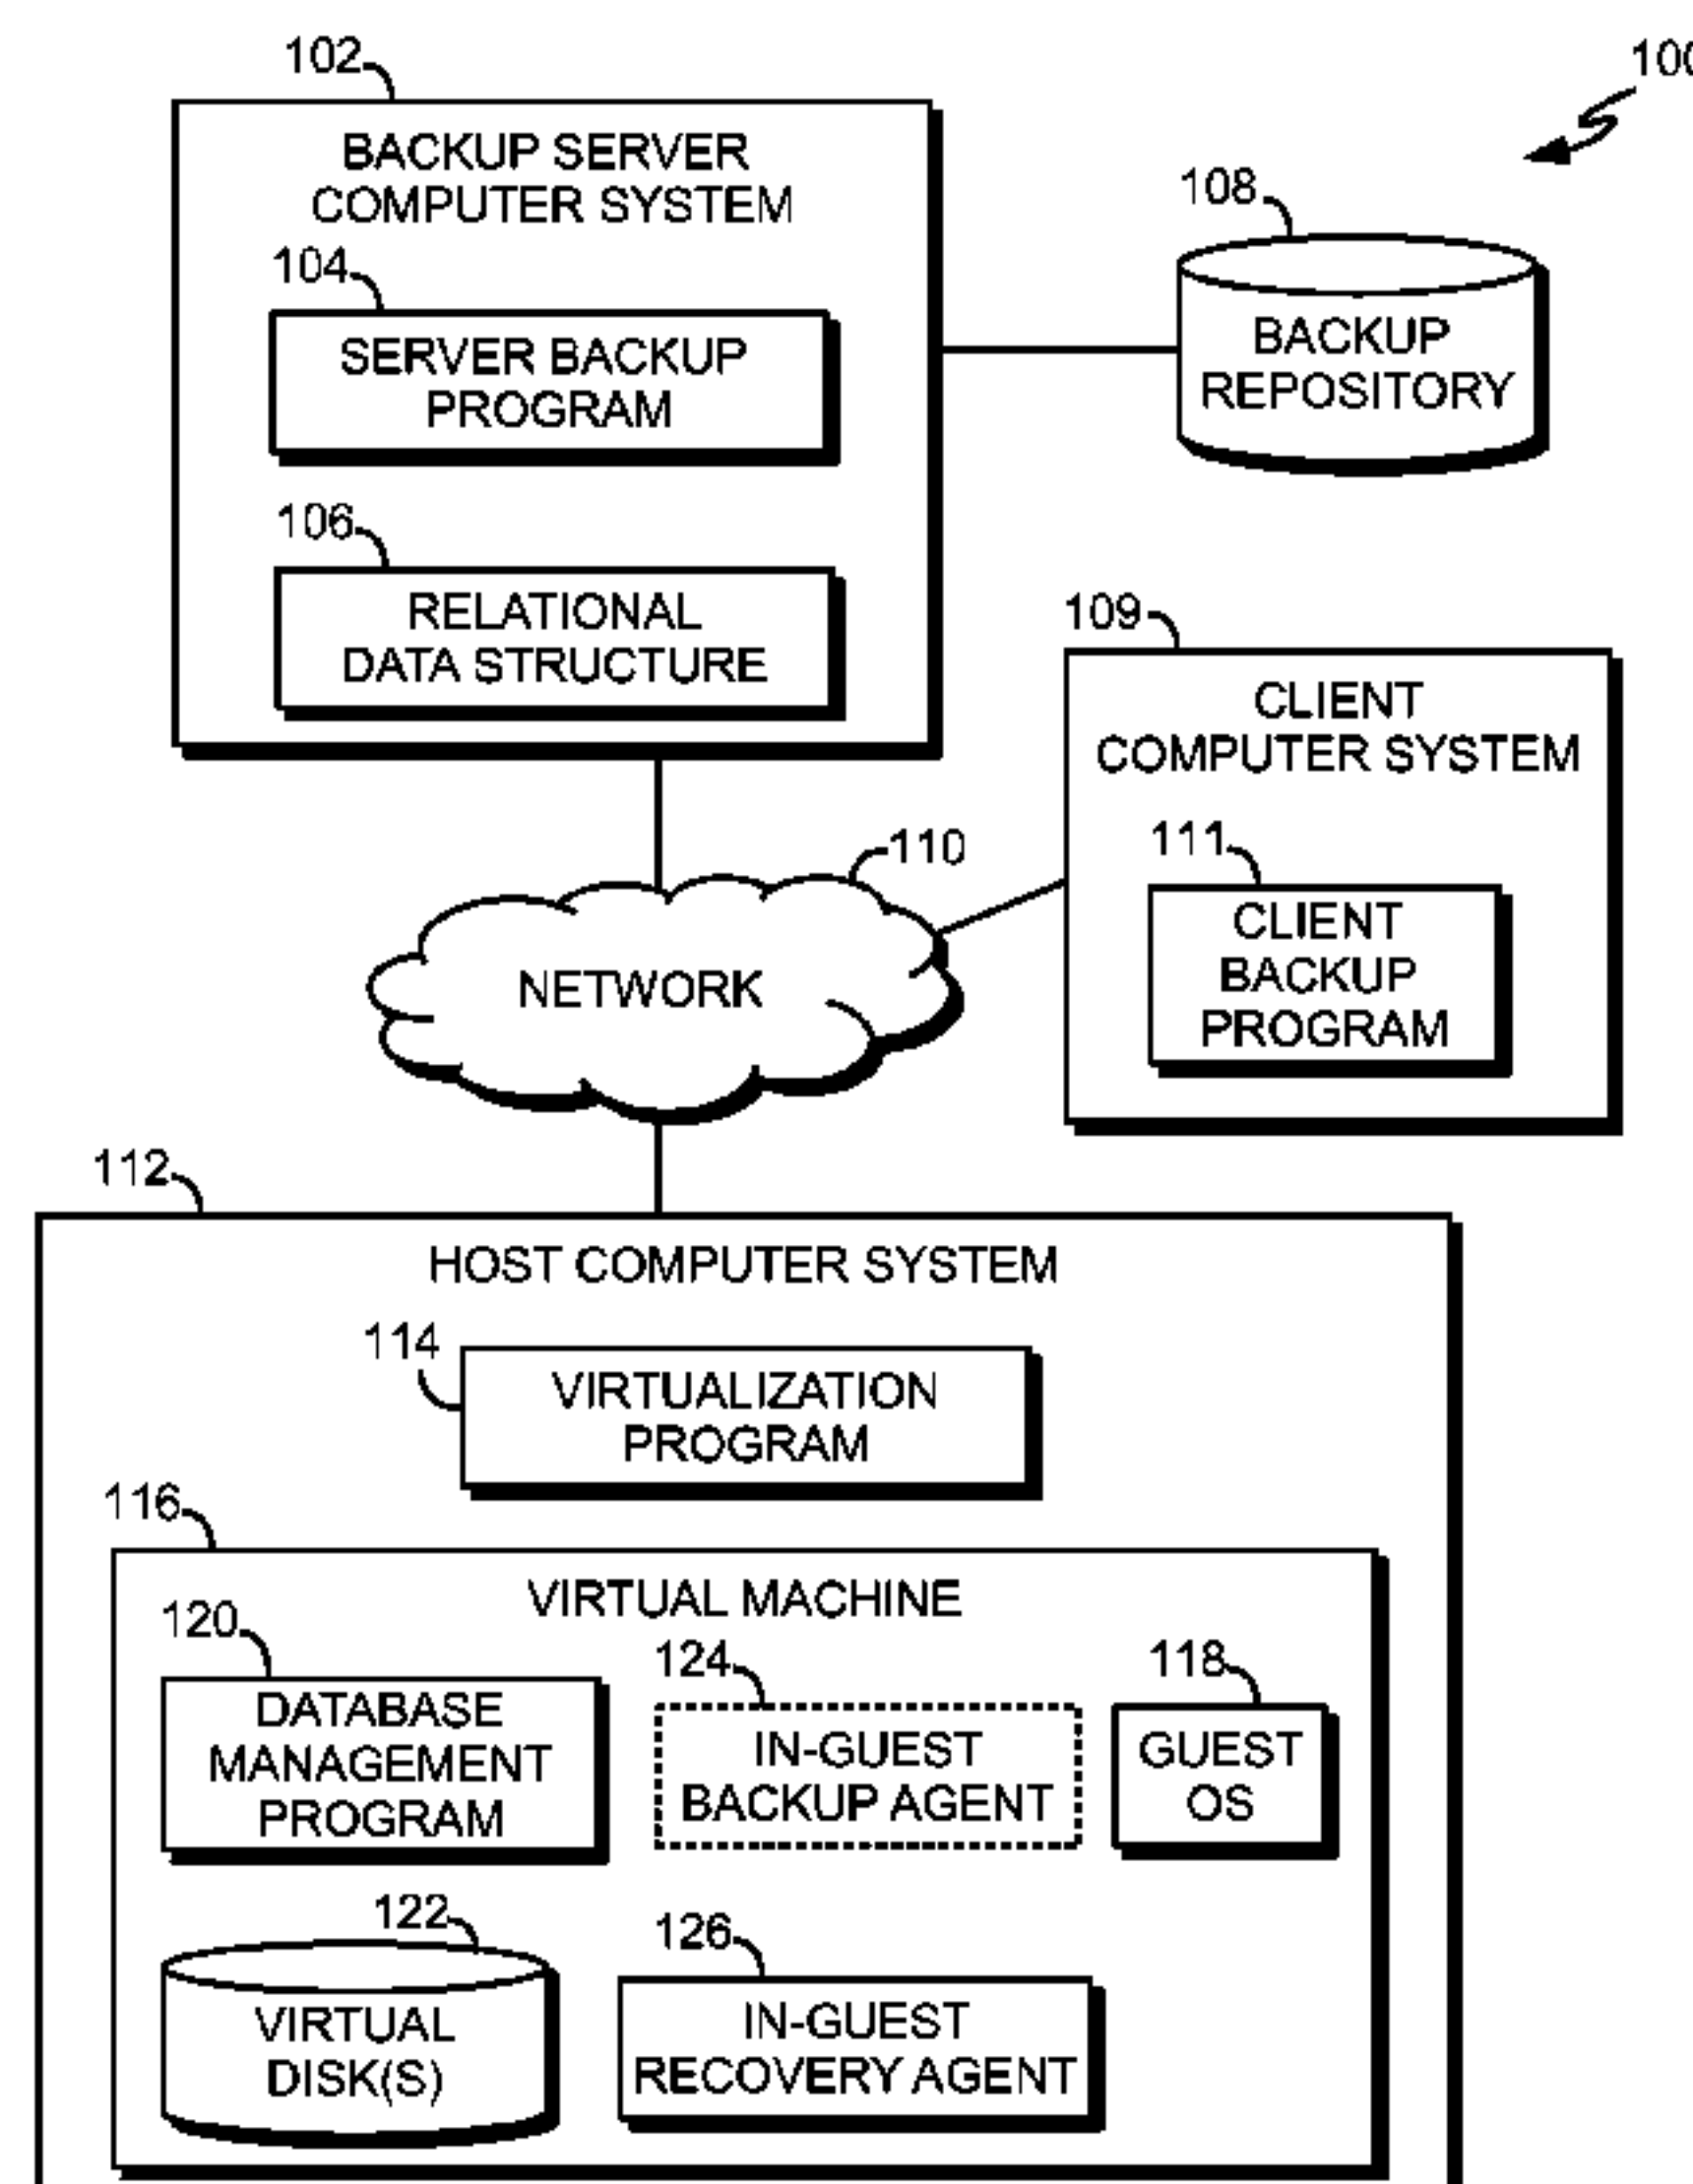 102
BACKUP SERVER
COMPUTER SYSTEM
104
SERVER BACKUP
PROGRAM
106
RELATIONAL
DATA STRUCTURE
100
108
BACKUP
REPOSITORY
109
CLIENT
COMPUTER SYSTEM
111
CLIENT
BACKUP
PROGRAM
110
NETWORK
112
HOST COMPUTER SYSTEM
114
VIRTUALIZATION
PROGRAM
116
VIRTUAL MACHINE
120
DATABASE
MANAGEMENT
PROGRAM
124
IN-GUEST
BACKUP AGENT
118
GUEST
OS
122
VIRTUAL
DISK(S)
126
IN-GUEST
RECOVERY AGENT